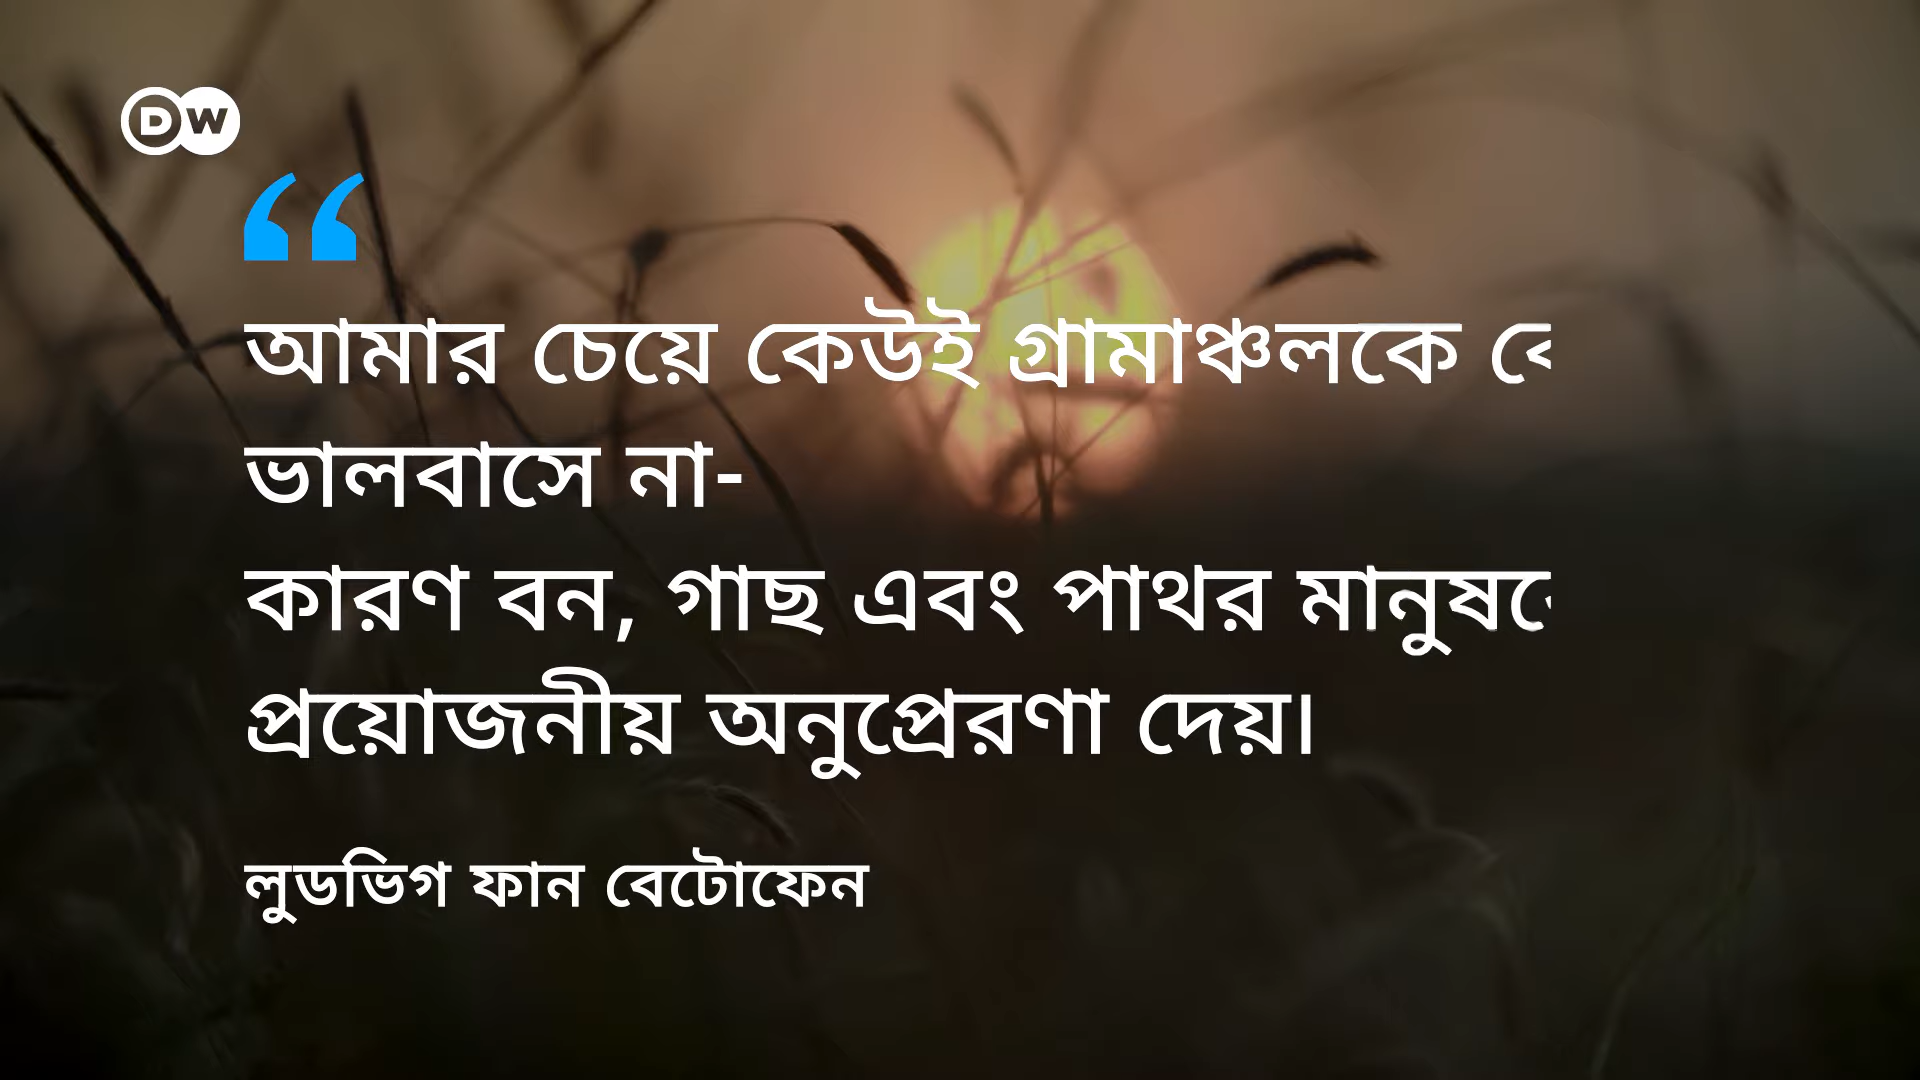 DW
“
আমার চেয়ে কেউই গ্রামাঞ্চলকে
ভালবাসে না-
কারণ বন, গাছ এবং পাথর
প্রয়োজনীয় অনুপ্রেরণা দেয়।
লুডভিগ ফান বেটোফেন